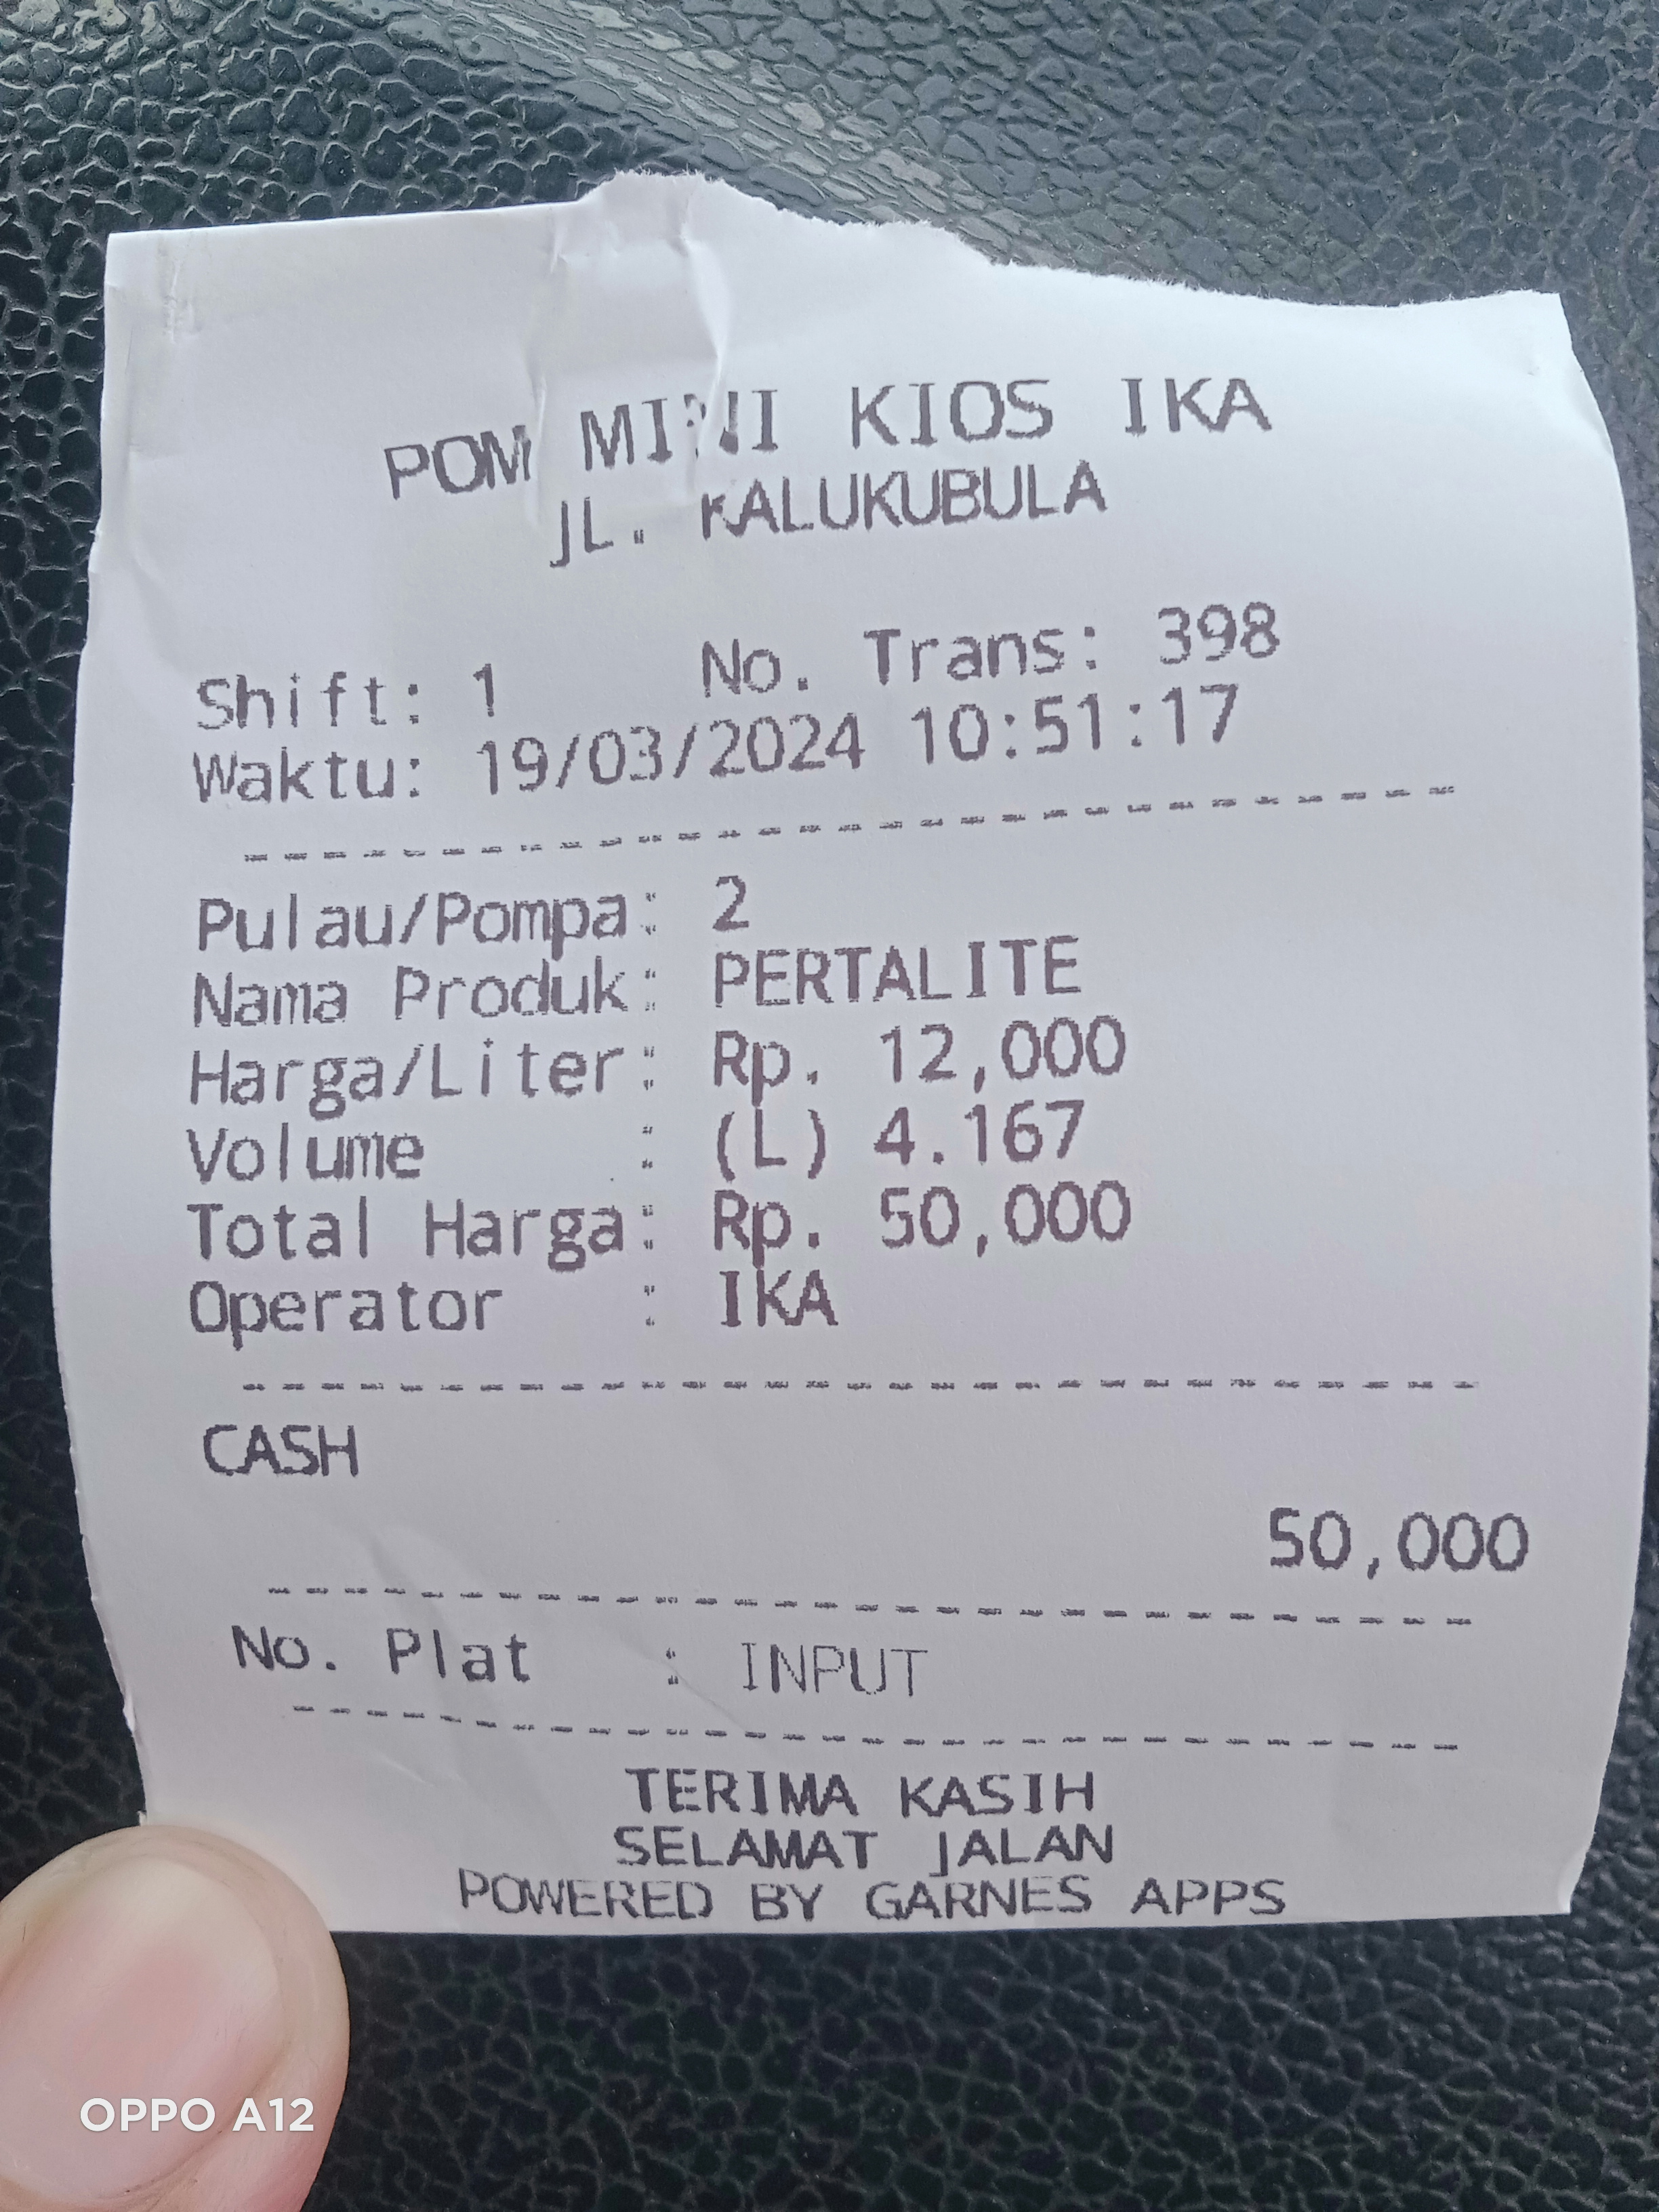 POM MINI KIOS IKA
JL. KALUKUBULA
Shift: 1 No. Trans: 398
Waktu: 19/03/2024 10:51:17
--------------------------------
Pulau/Pompa: 2
Nama Produk: PERTALITE
Harga/Liter: Rp. 12,000
Volume : (L) 4.167
Total Harga: Rp. 50,000
Operator : IKA
--------------------------------
CASH
50,000
--------------------------------
No. Plat : INPUT
--------------------------------
TERIMA KASIH
SELAMAT JALAN
POWERED BY GARNES APPS
OPPO A12